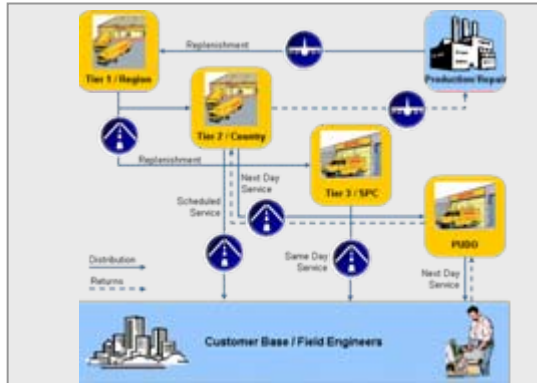 Replenishment
Tier 1 / Region
Production/Repair
Tier 2 / Country
Replenishment
Next Day
Service
Tier 3 / SPC
Scheduled
Service
PUDO
Distribution
Same Day
Service
Next Day
Service
Returns
Customer Base / Field Engineers